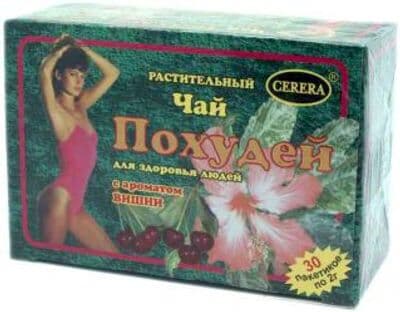 РАСТИТЕЛЬНЫЙ
CERERA®
Чай
Похудей
для здоровья людей
с ароматом
ВИШНИ
30
пакетиков
по 2г